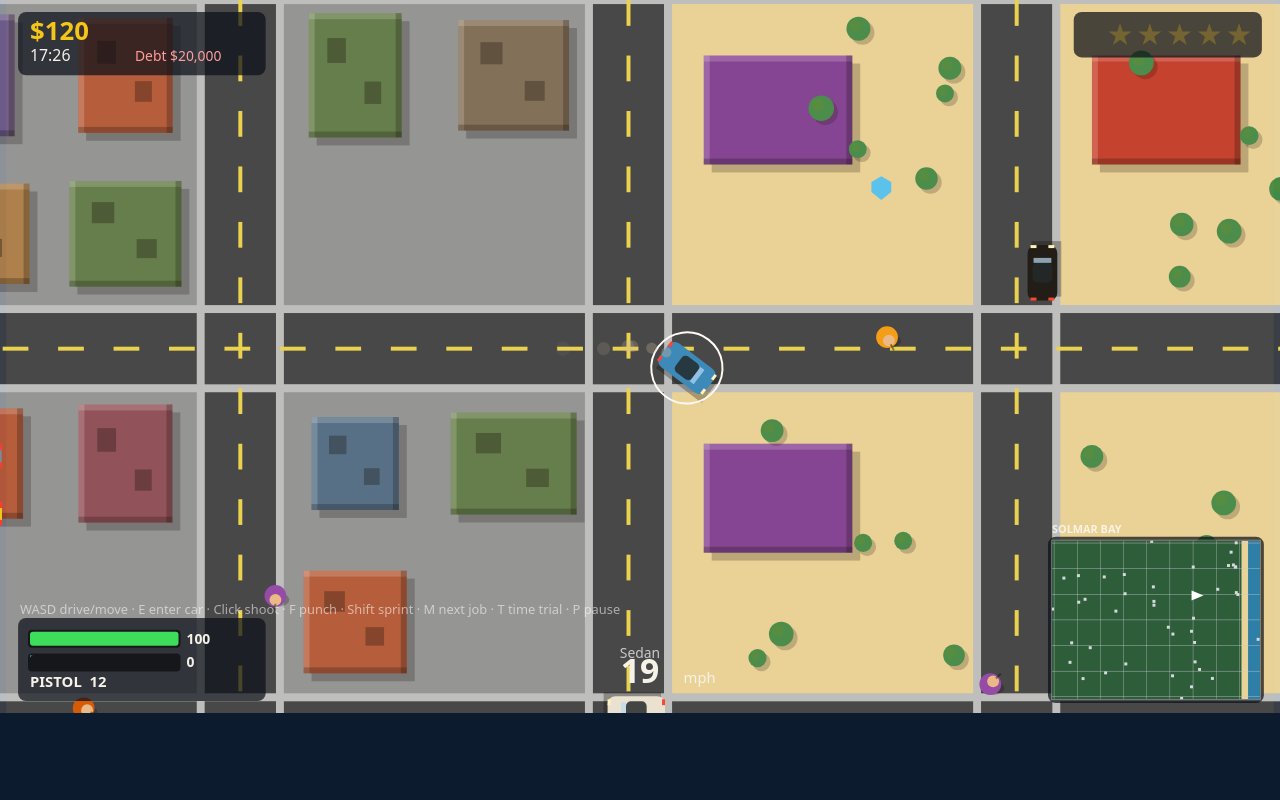 $120
17:26 Debt $20,000
SOLMAR BAY
WASD drive/move · E enter car · Click shoot · F punch · Shift sprint · M next job · T time trial · P pause
100
0
PISTOL 12
Sedan
19 mph